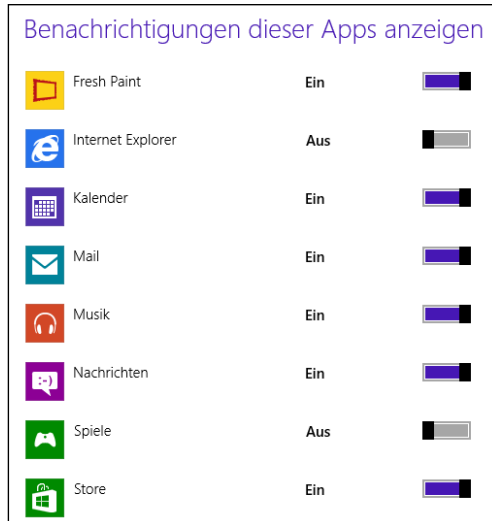 Benachrichtigungen dieser Apps anzeigen
Fresh Paint Ein
Internet Explorer Aus
Kalender Ein
Mail Ein
Musik Ein
Nachrichten Ein
:-)
Spiele Aus
Store Ein